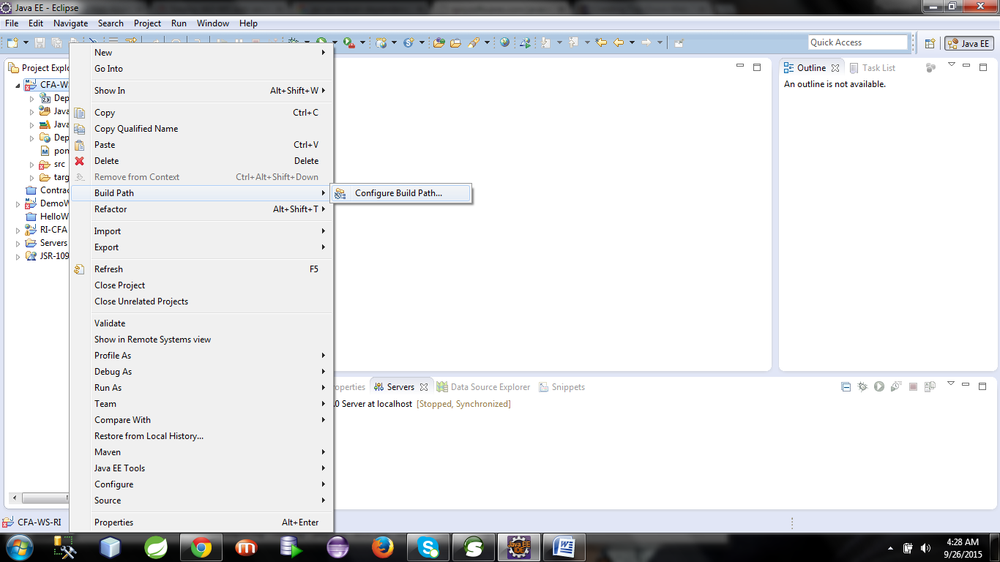 Java EE - Eclipse
File Edit Navigate Search Project Run Window Help
Quick Access
Java EE
Project Explo
CFA-WS
Dep
Java
Java
Dep
pon
src
targ
Contrac
DemoW
HelloW
RI-CFA
Servers
JSR-109
New
Go Into
Show In Alt+Shift+W
Copy Ctrl+C
Copy Qualified Name
Paste Ctrl+V
Delete Delete
Remove from Context Ctrl+Alt+Shift+Down
Build Path
Refactor Alt+Shift+T
Import
Export
Refresh F5
Close Project
Close Unrelated Projects
Validate
Show in Remote Systems view
Profile As
Debug As
Run As
Team
Compare With
Restore from Local History...
Maven
Java EE Tools
Configure
Source
Properties Alt+Enter
Configure Build Path...
Outline Task List
An outline is not available.
operties Servers Data Source Explorer Snippets
.0 Server at localhost [Stopped, Synchronized]
CFA-WS-RI
Java EE
IDE
4:28 AM
9/26/2015